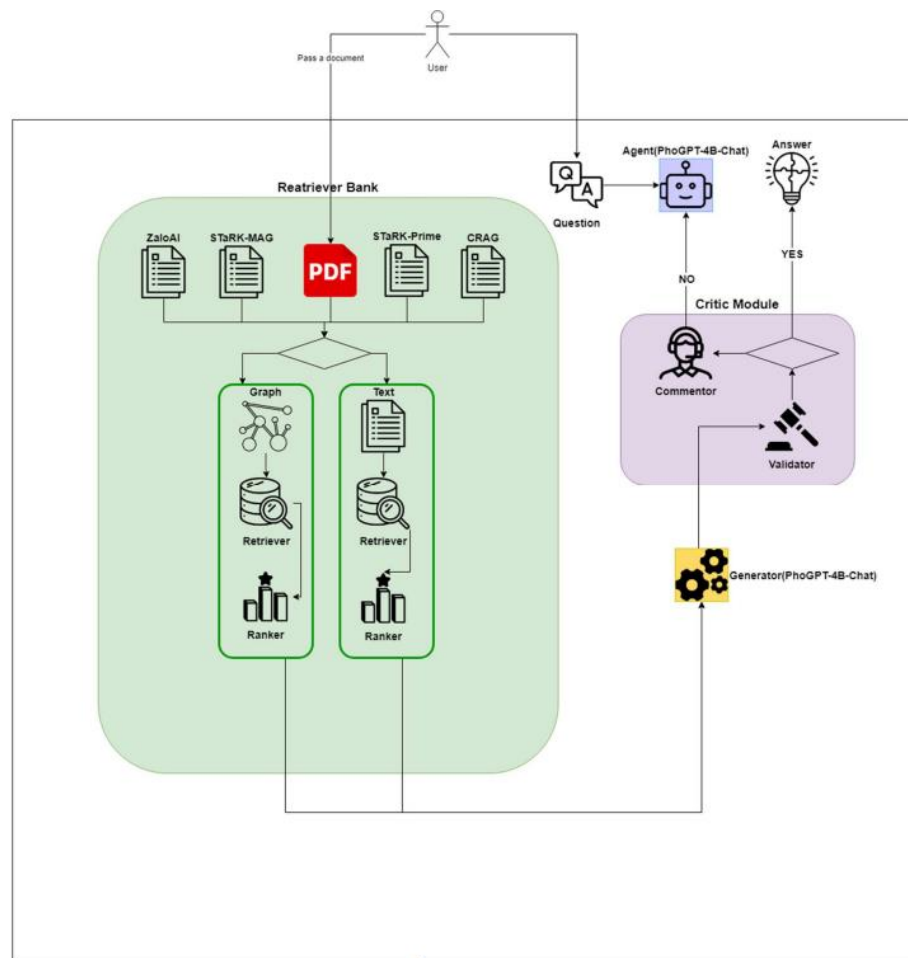 User
Pass a document
Agent(PhoGPT-4B-Chat)
Answer
Q
A
Question
Reatriever Bank
ZaloAI
STaRK-MAG
PDF
STaRK-Prime
CRAG
YES
NO
Critic Module
Commentor
Validator
Graph
Text
Retriever
Retriever
Ranker
Ranker
Generator(PhoGPT-4B-Chat)